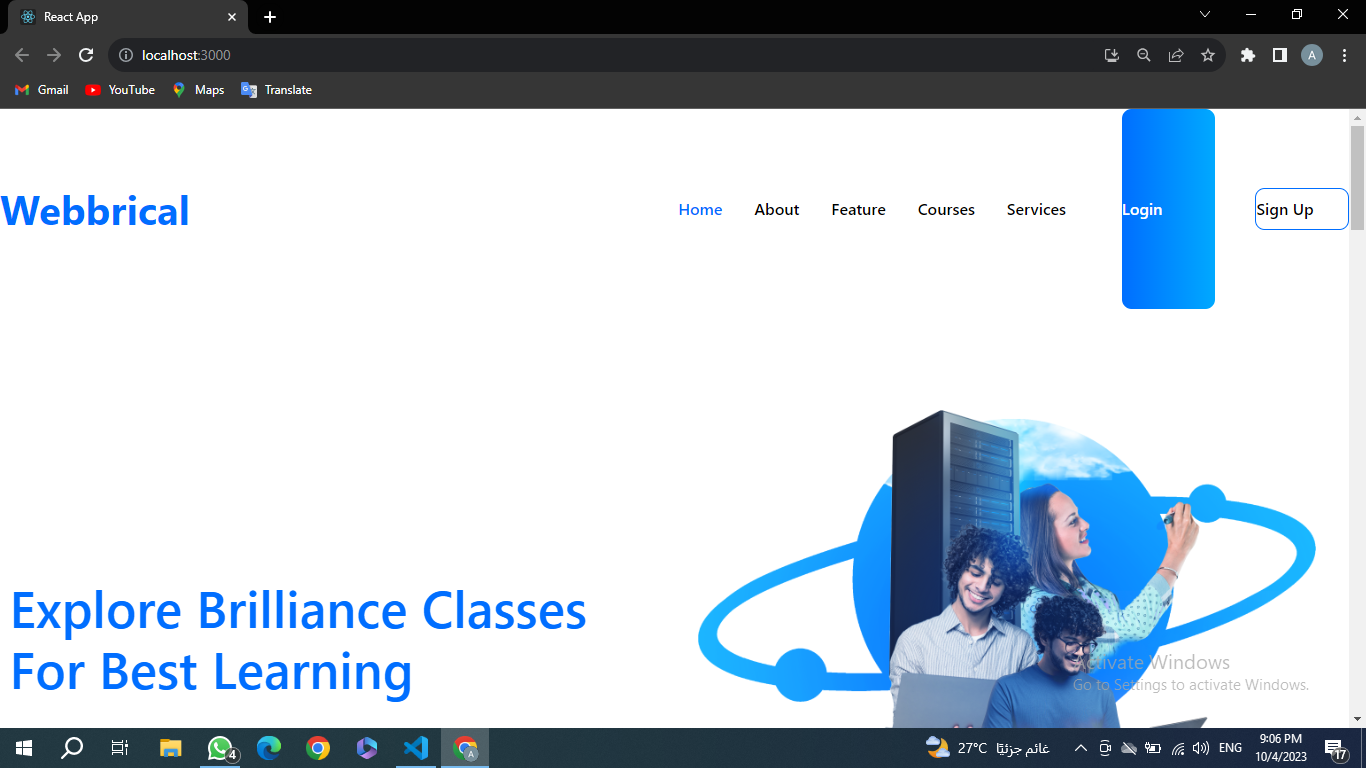 React App
localhost:3000
A
Gmail
YouTube
Maps
Translate
Webbrical
Home
About
Feature
Courses
Services
Login
Sign Up
Explore Brilliance Classes
For Best Learning
Activate Windows
Go to Settings to activate Windows.
4
A
27°C
غائم جزئيًا
ENG
9:06 PM
10/4/2023
17